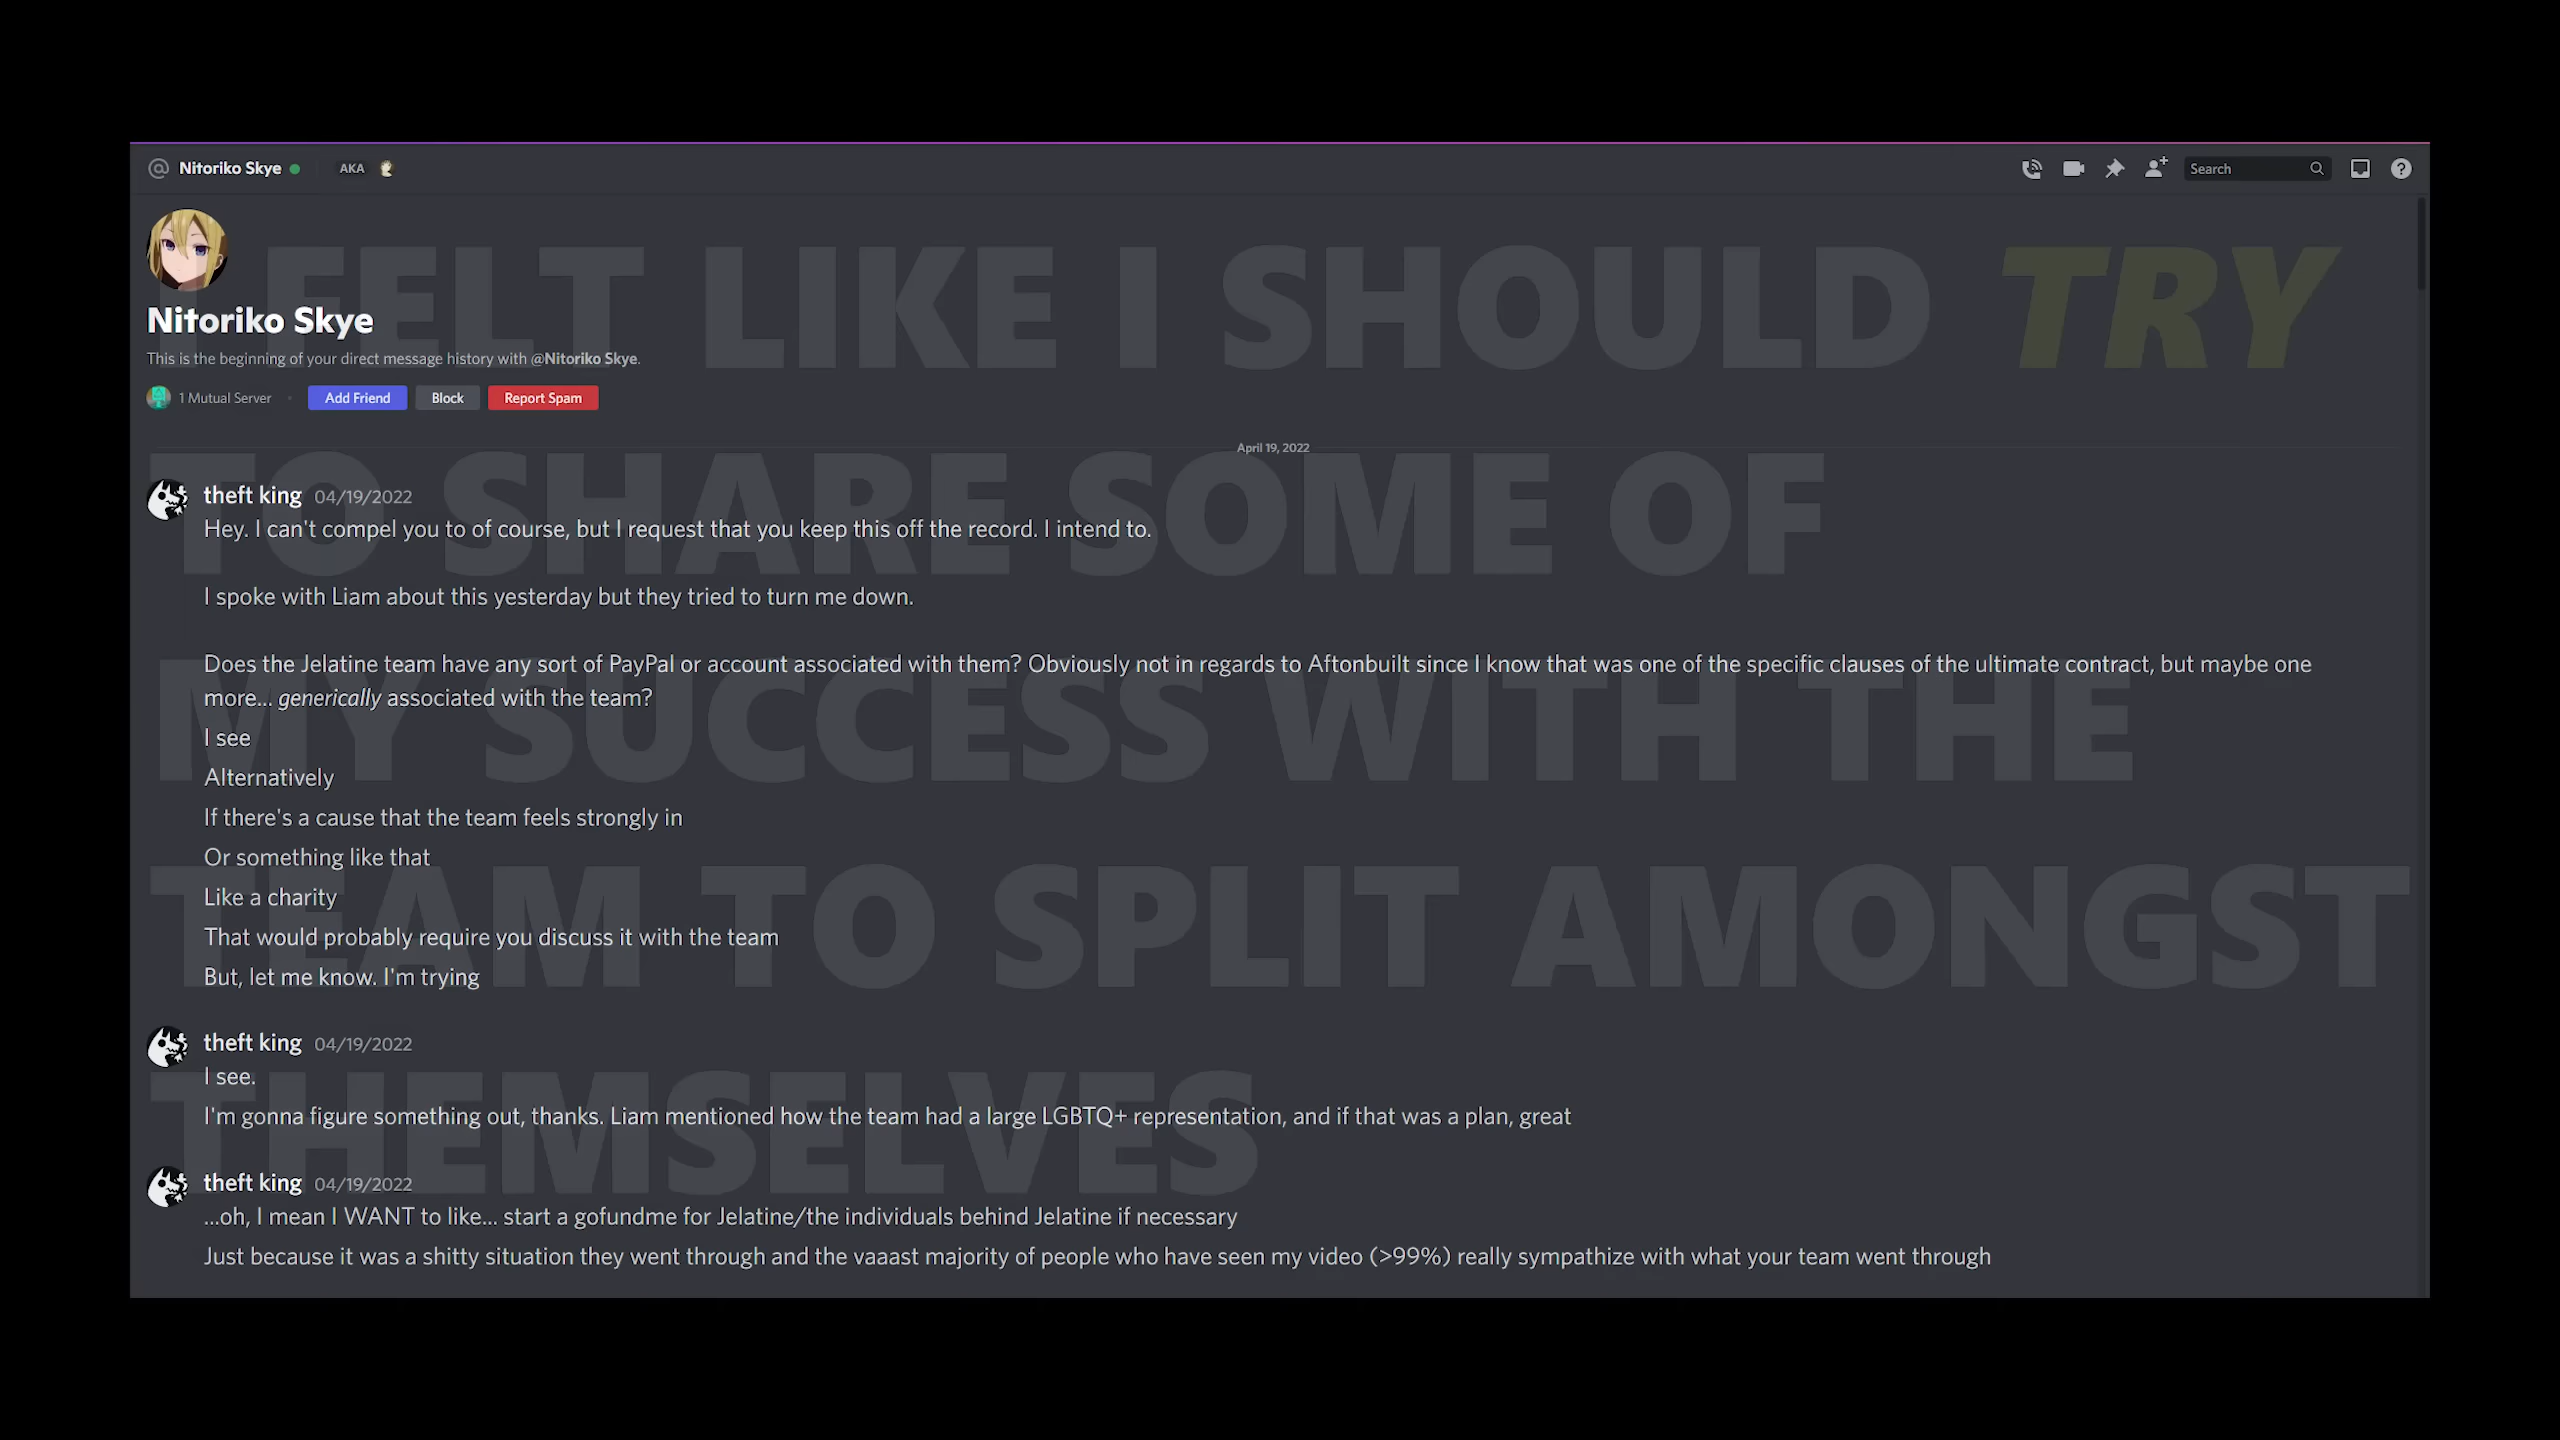 Nitoriko Skye AKA
Search
Nitoriko Skye
This is the beginning of your direct message history with @Nitoriko Skye.
1 Mutual Server Add Friend Block Report Spam
April 19, 2022
theft king 04/19/2022
Hey. I can't compel you to of course, but I request that you keep this off the record. I intend to.
I spoke with Liam about this yesterday but they tried to turn me down.
Does the Jelatine team have any sort of PayPal or account associated with them? Obviously not in regards to Aftonbuilt since I know that was one of the specific clauses of the ultimate contract, but maybe one
more... generically associated with the team?
I see
Alternatively
If there's a cause that the team feels strongly in
Or something like that
Like a charity
That would probably require you discuss it with the team
But, let me know. I'm trying
theft king 04/19/2022
I see.
I'm gonna figure something out, thanks. Liam mentioned how the team had a large LGBTQ+ representation, and if that was a plan, great
theft king 04/19/2022
...oh, I mean I WANT to like... start a gofundme for Jelatine/the individuals behind Jelatine if necessary
Just because it was a shitty situation they went through and the vaaast majority of people who have seen my video (>99%) really sympathize with what your team went through
I FELT LIKE I SHOULD TRY
TO SHARE SOME OF
MY SUCCESS WITH THE
TEAM TO SPLIT AMONGST
THEMSELVES